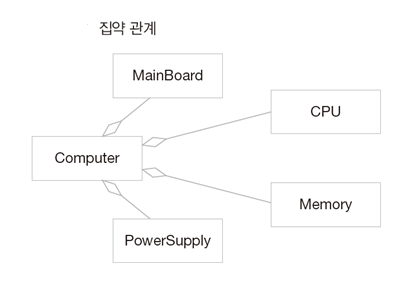 집약 관계
MainBoard
CPU
Computer
Memory
PowerSupply